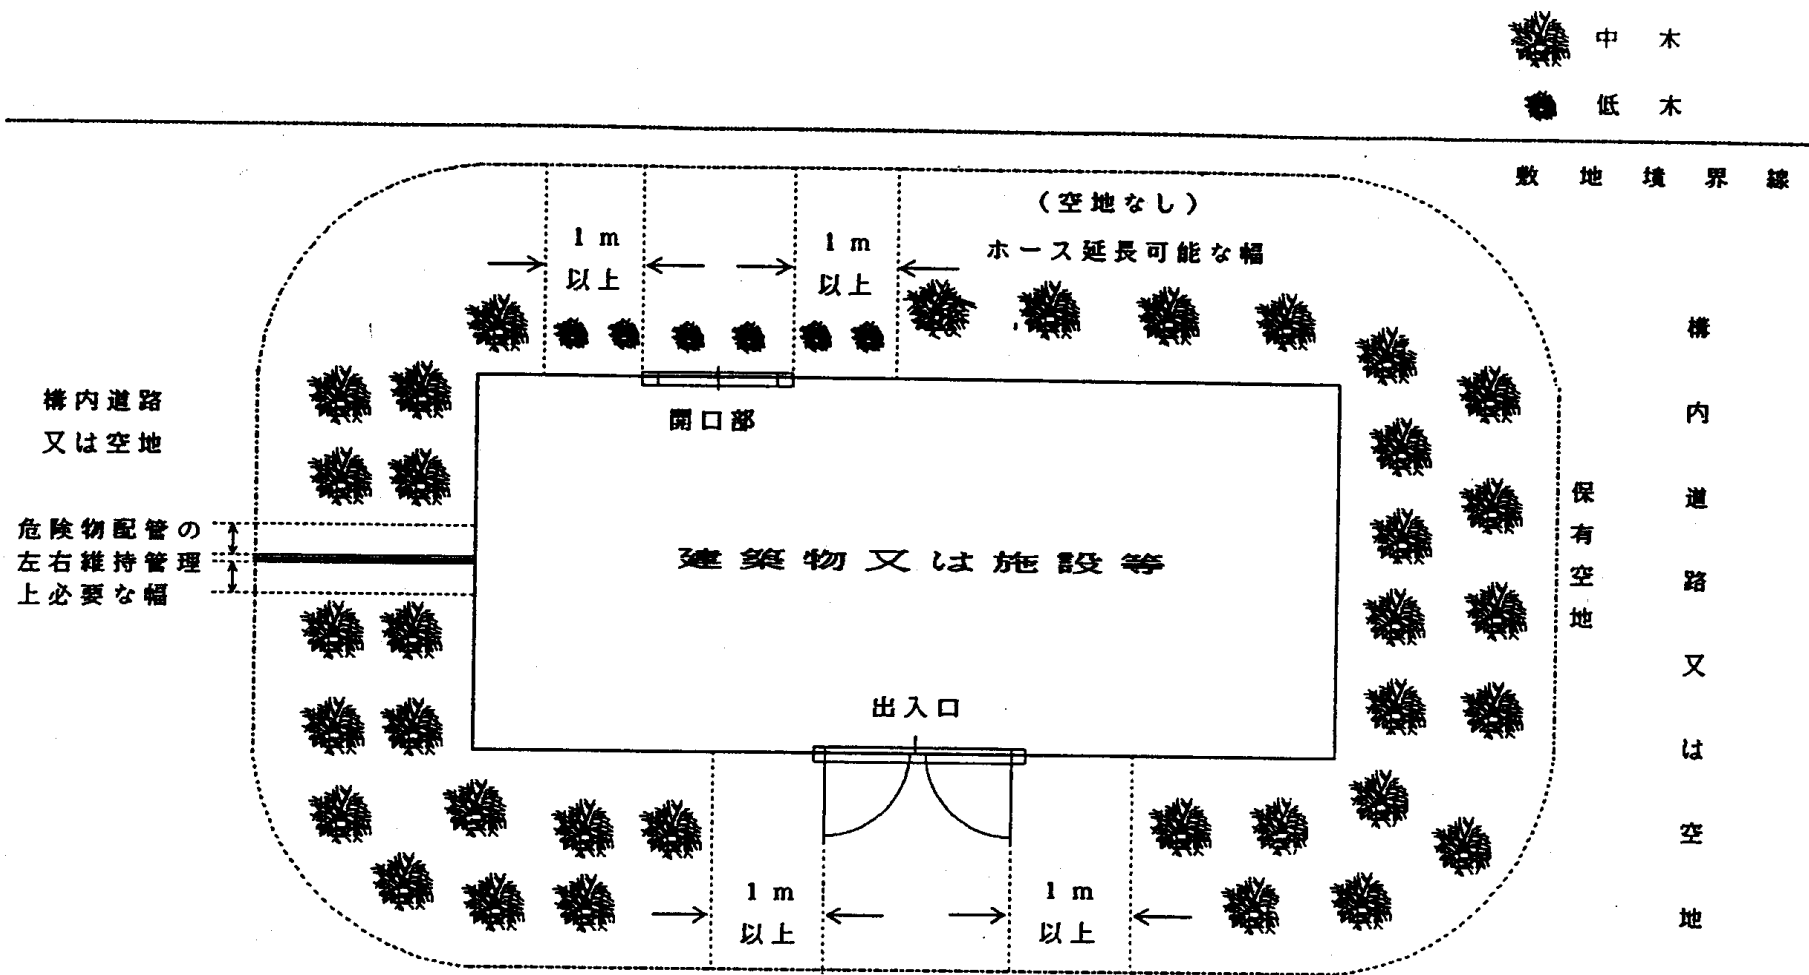 中木
低木
敷地境界線
(空地なし)
ホース延長可能な幅
1m
以上
1m
以上
開口部
構内道路
又は空地
危険物配管の
左右維持管理
上必要な幅
建築物又は施設等
保有空地
構内道路又は空地
出入口
1m
以上
1m
以上